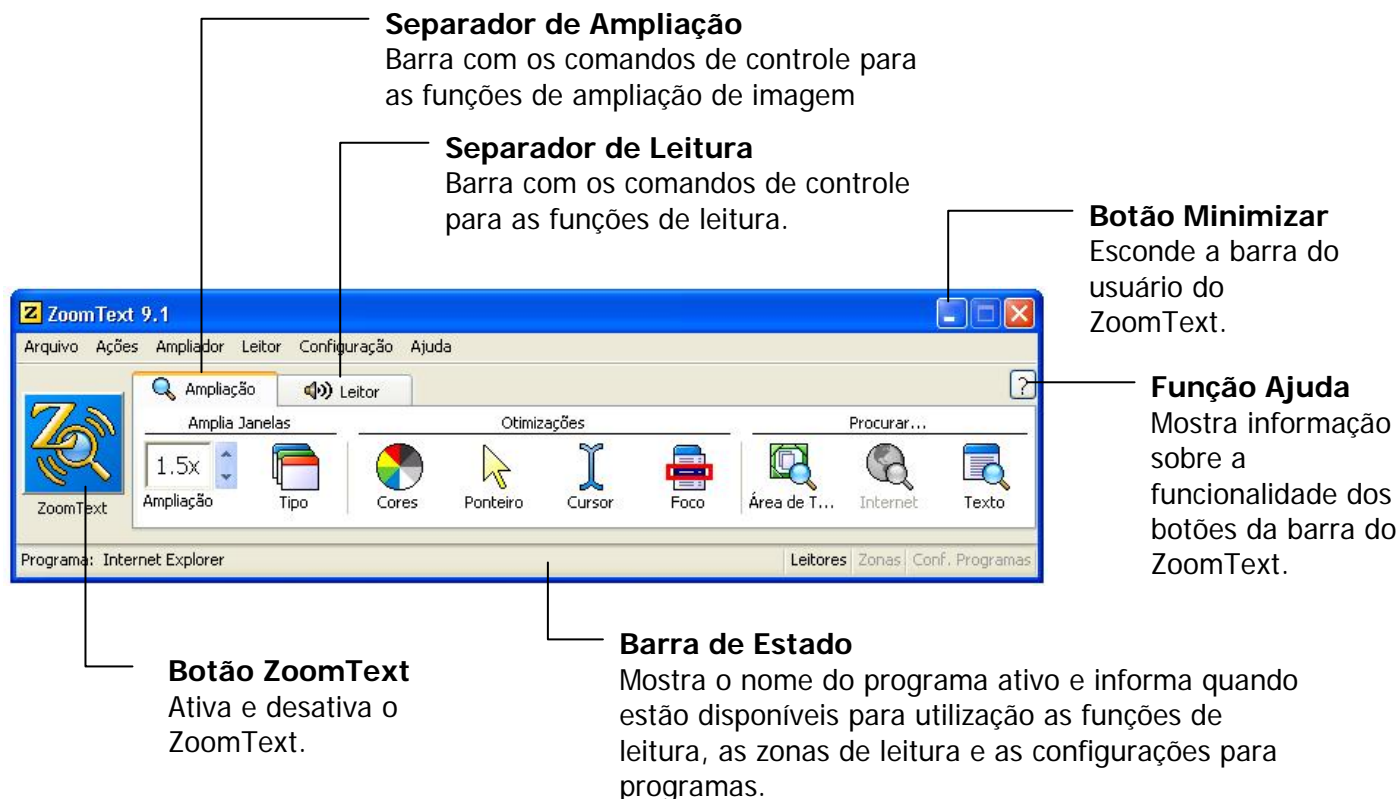 Separador de Ampliação
Barra com os comandos de controle para
as funções de ampliação de imagem
Separador de Leitura
Barra com os comandos de controle
para as funções de leitura.
Botão Minimizar
Esconde a barra do
usuário do
ZoomText.
ZoomText 9.1
Arquivo Ações Ampliador Leitor Configuração Ajuda
Ampliação Leitor ?
Amplia Janelas Otimizações Procurar...
1.5x
Ampliação Tipo Cores Ponteiro Cursor Foco Área de T... Internet Texto
ZoomText
Programa: Internet Explorer Leitores Zonas Conf. Programas
Função Ajuda
Mostra informação
sobre a
funcionalidade dos
botões da barra do
ZoomText.
Botão ZoomText
Ativa e desativa o
ZoomText.
Barra de Estado
Mostra o nome do programa ativo e informa quando
estão disponíveis para utilização as funções de
leitura, as zonas de leitura e as configurações para
programas.